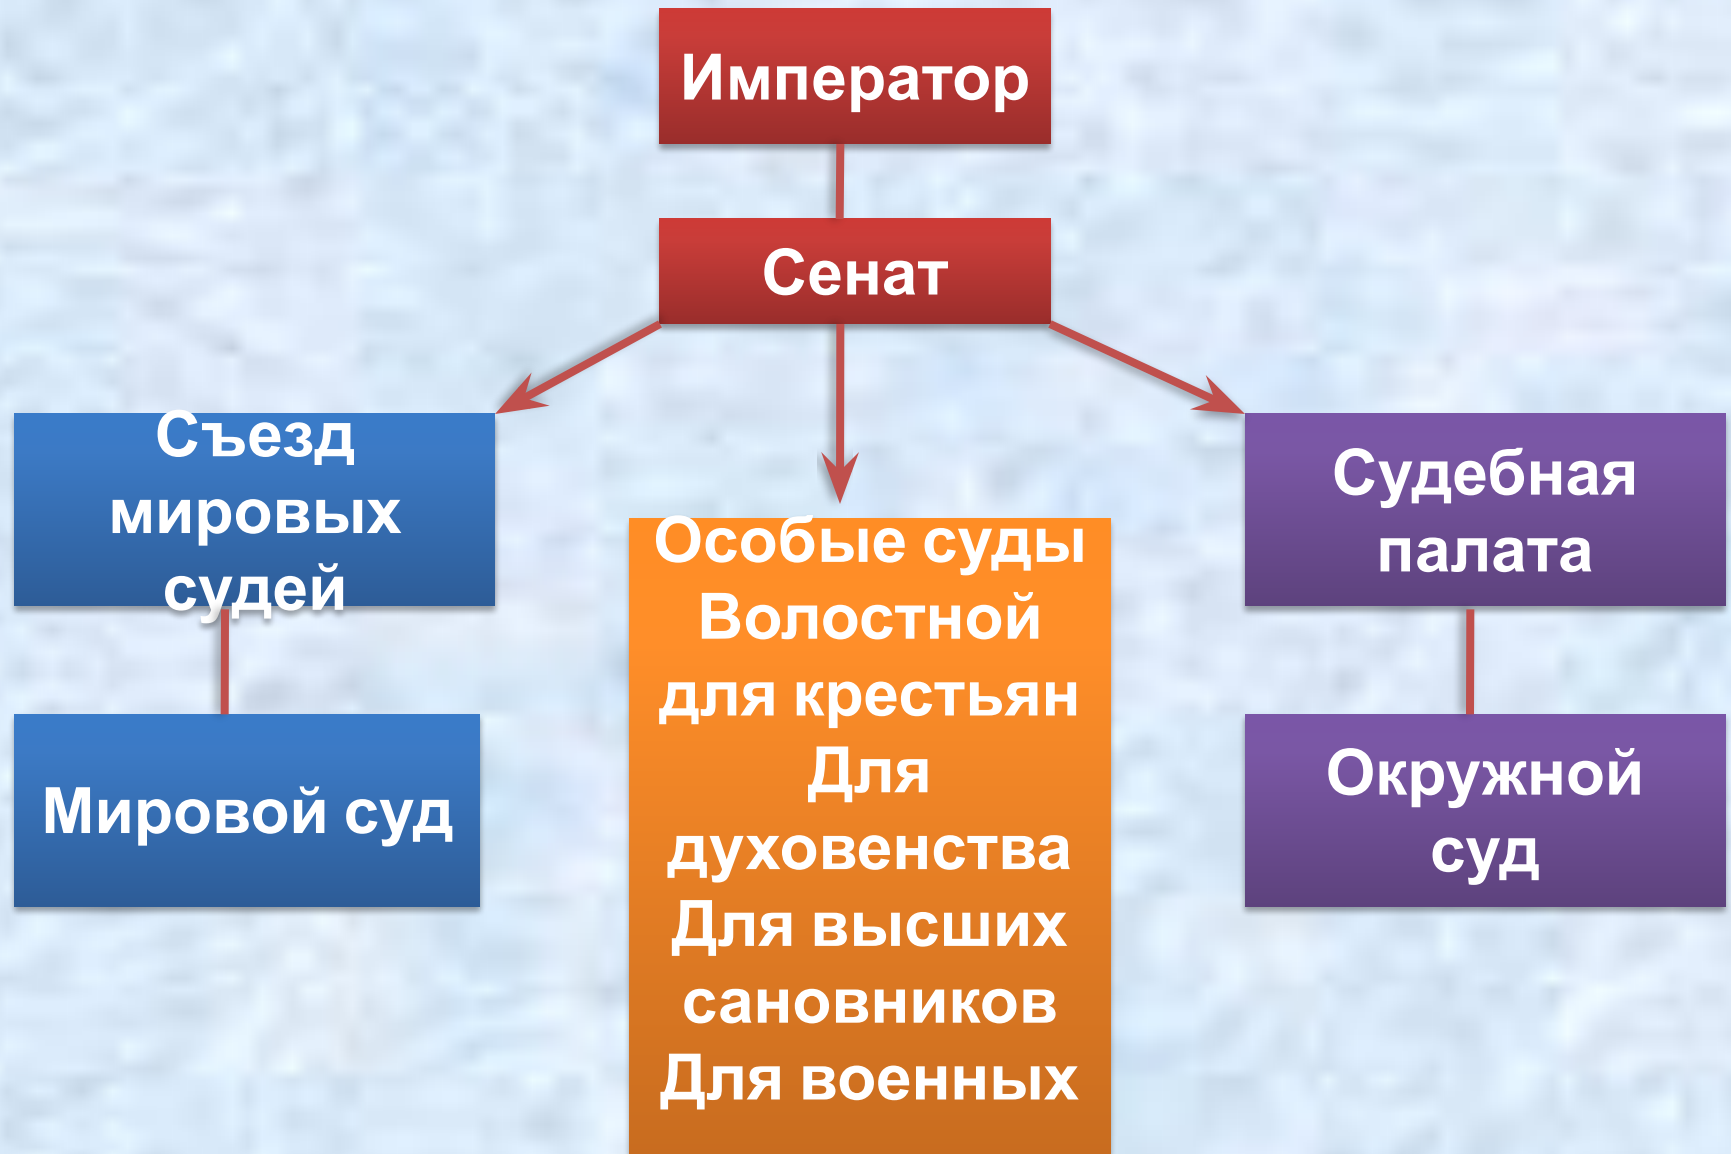 Император
Сенат
Съезд
мировых
судей
Мировой суд
Особые суды
Волостной
для крестьян
Для
духовенства
Для высших
сановников
Для военных
Судебная
палата
Окружной
суд